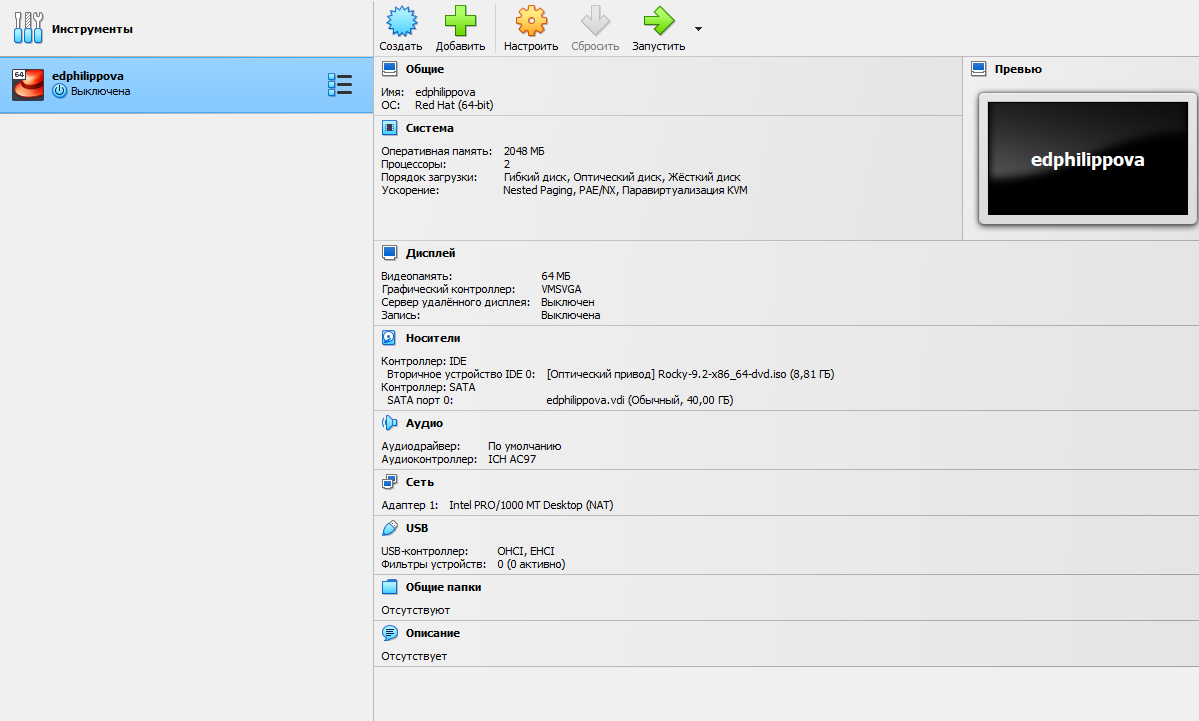 Инструменты
64
edphilippova
Выключена
Создать Добавить Настроить Сбросить Запустить
Общие
Имя: edphilippova
ОС: Red Hat (64-bit)
Система
Оперативная память: 2048 МБ
Процессоры: 2
Порядок загрузки: Гибкий диск, Оптический диск, Жёсткий диск
Ускорение: Nested Paging, PAE/NX, Паравиртуализация KVM
Превью
edphilippova
Дисплей
Видеопамять: 64 МБ
Графический контроллер: VMSVGA
Сервер удалённого дисплея: Выключен
Запись: Выключена
Носители
Контроллер: IDE
Вторичное устройство IDE 0: [Оптический привод] Rocky-9.2-x86_64-dvd.iso (8,81 ГБ)
Контроллер: SATA
SATA порт 0: edphilippova.vdi (Обычный, 40,00 ГБ)
Аудио
Аудиодрайвер: По умолчанию
Аудиоконтроллер: ICH AC97
Сеть
Адаптер 1: Intel PRO/1000 MT Desktop (NAT)
USB
USB-контроллер: OHCI, EHCI
Фильтры устройств: 0 (0 активно)
Общие папки
Отсутствуют
Описание
Отсутствует